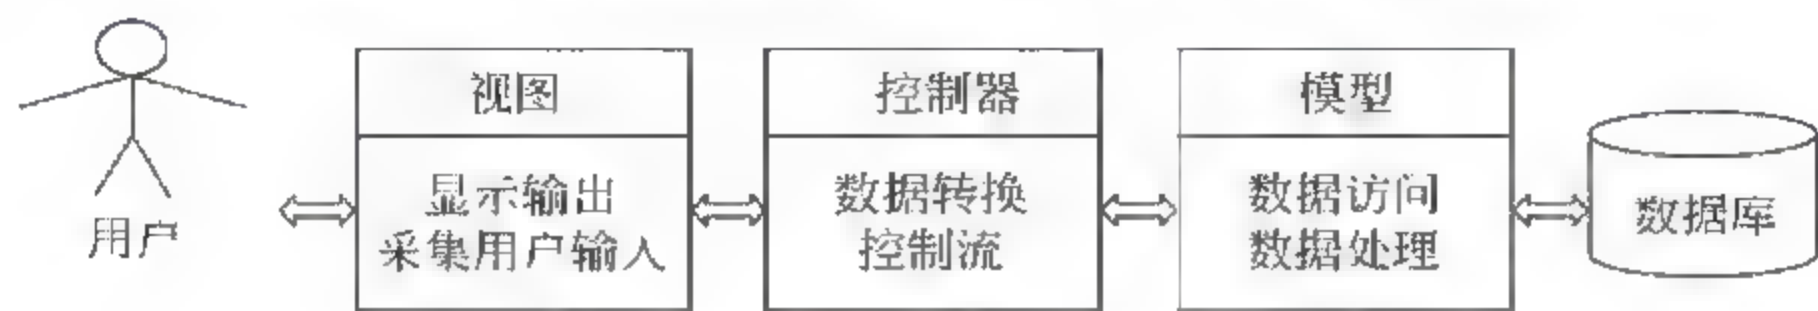 用户
视图
显示输出
采集用户输入
控制器
数据转换
控制流
模型
数据访问
数据处理
数据库